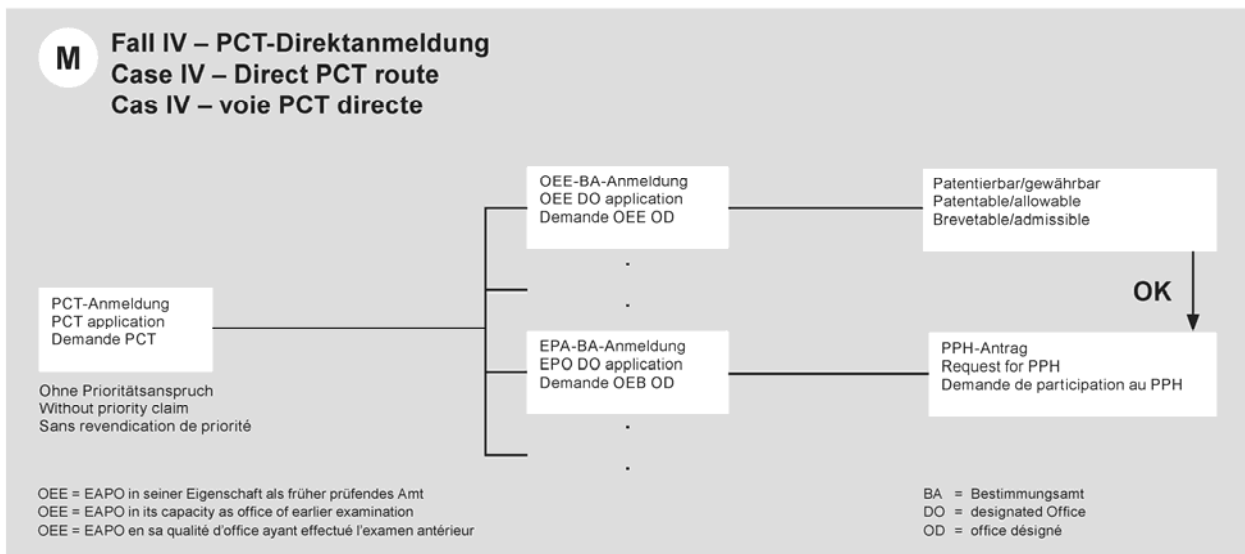 M
Fall IV – PCT-Direktanmeldung
Case IV – Direct PCT route
Cas IV – voie PCT directe
OEE-BA-Anmeldung
OEE DO application
Demande OEE OD
Patentierbar/gewährbar
Patentable/allowable
Brevetable/admissible
OK
PCT-Anmeldung
PCT application
Demande PCT
EPA-BA-Anmeldung
EPO DO application
Demande OEB OD
PPH-Antrag
Request for PPH
Demande de participation au PPH
Ohne Prioritätsanspruch
Without priority claim
Sans revendication de priorité
OEE = EAPO in seiner Eigenschaft als früher prüfendes Amt
OEE = EAPO in its capacity as office of earlier examination
OEE = EAPO en sa qualité d'office ayant effectué l'examen antérieur
BA = Bestimmungsamt
DO = designated Office
OD = office désigné